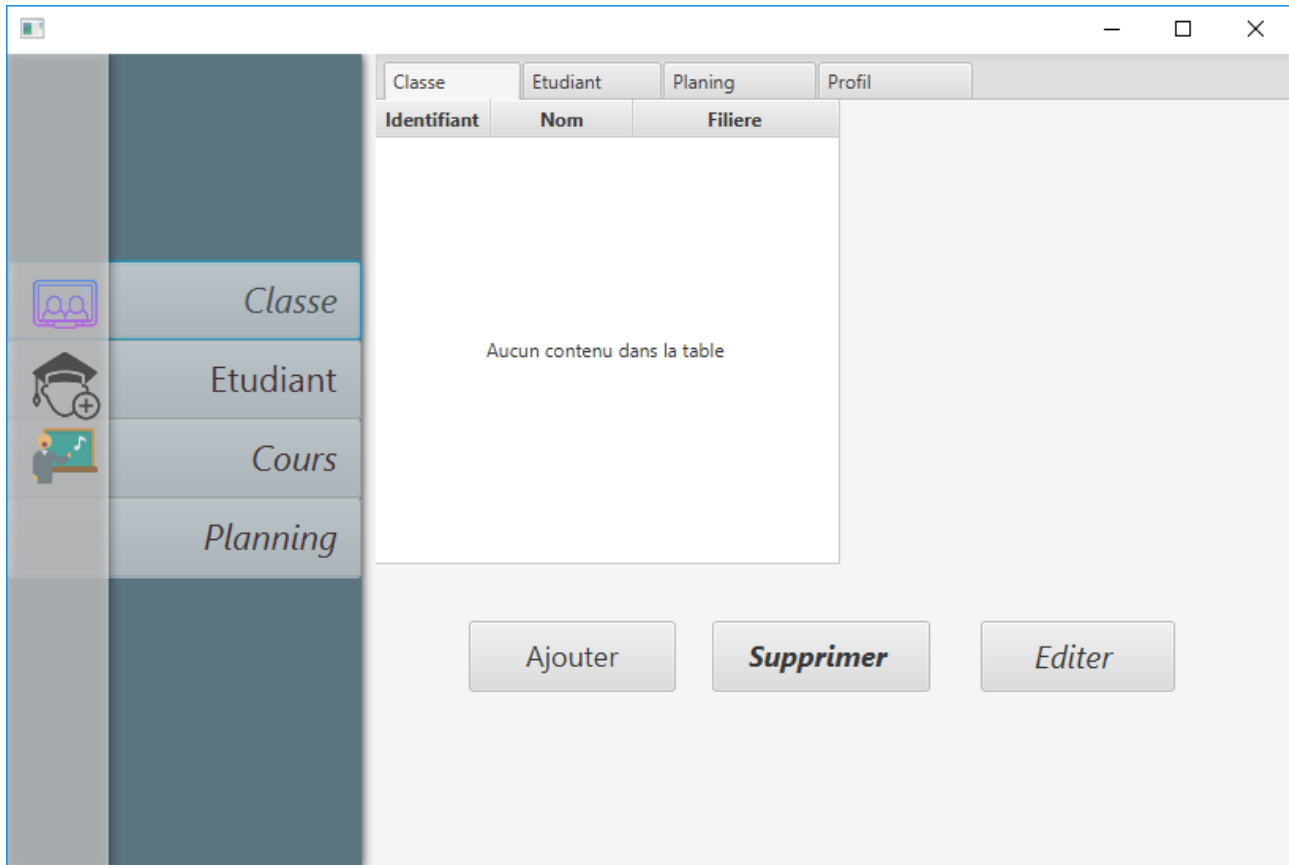 Classe Etudiant Planing Profil
Identifiant Nom Filiere
Aucun contenu dans la table
Classe
Etudiant
Cours
Planning
Ajouter Supprimer Editer